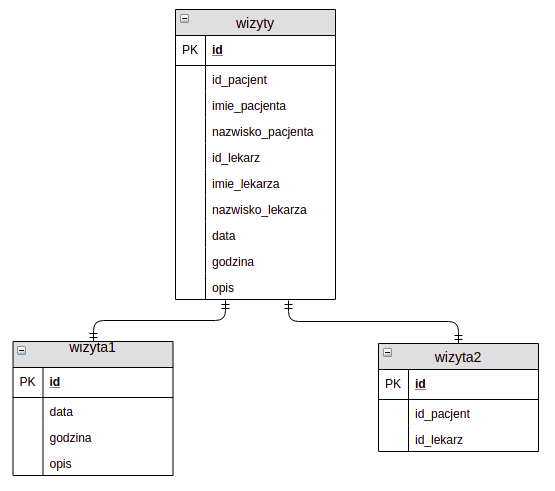 wizyty
PK id
id_pacjent
imie_pacjenta
nazwisko_pacjenta
id_lekarz
imie_lekarza
nazwisko_lekarza
data
godzina
opis
wizyta1
PK id
data
godzina
opis
wizyta2
PK id
id_pacjent
id_lekarz